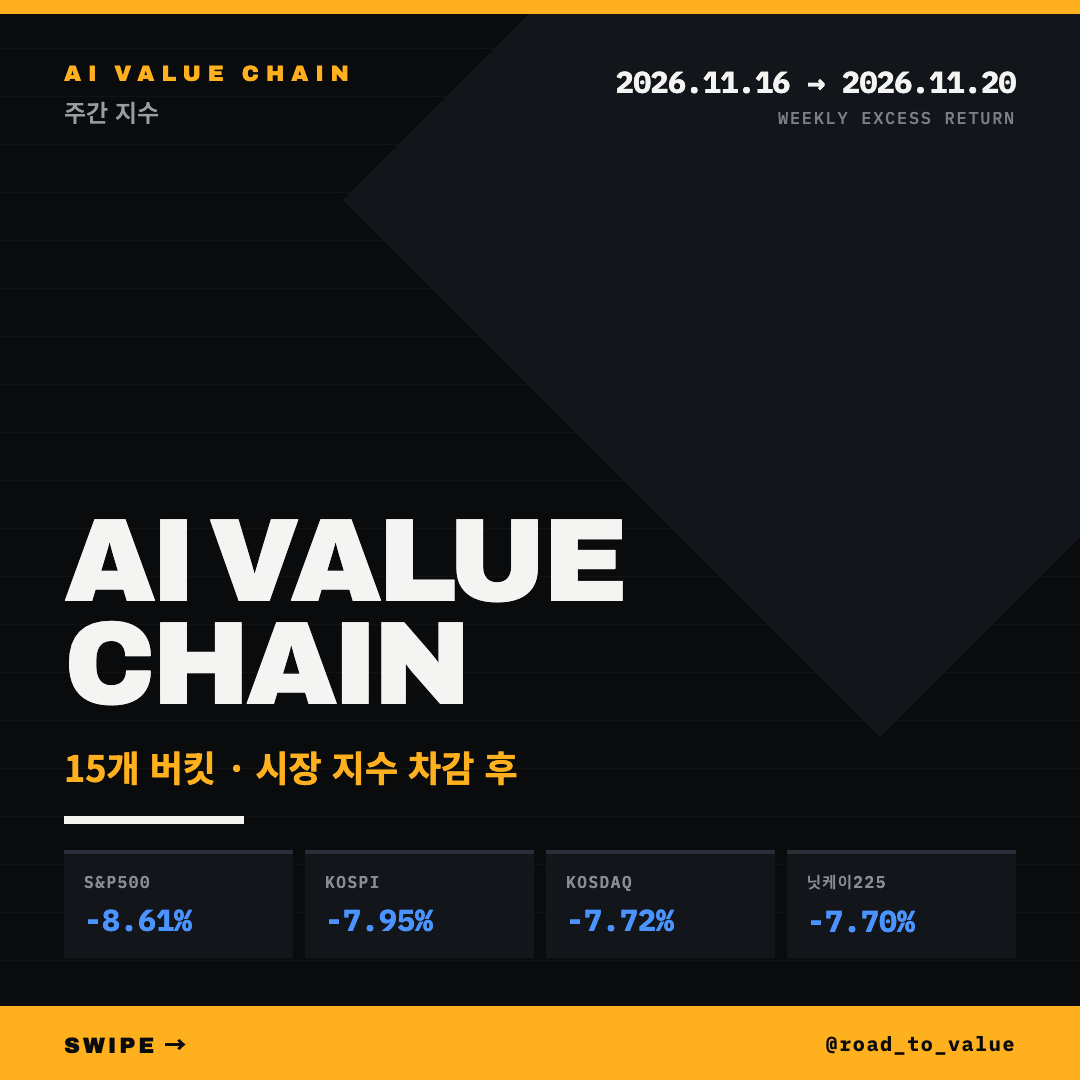 AI VALUE CHAIN
주간 지수
2026.11.16 → 2026.11.20
WEEKLY EXCESS RETURN
AI VALUE
CHAIN
15개 버킷 · 시장 지수 차감 후
S&P500
-8.61%
KOSPI
-7.95%
KOSDAQ
-7.72%
닛케이225
-7.70%
SWIPE →
@road_to_value